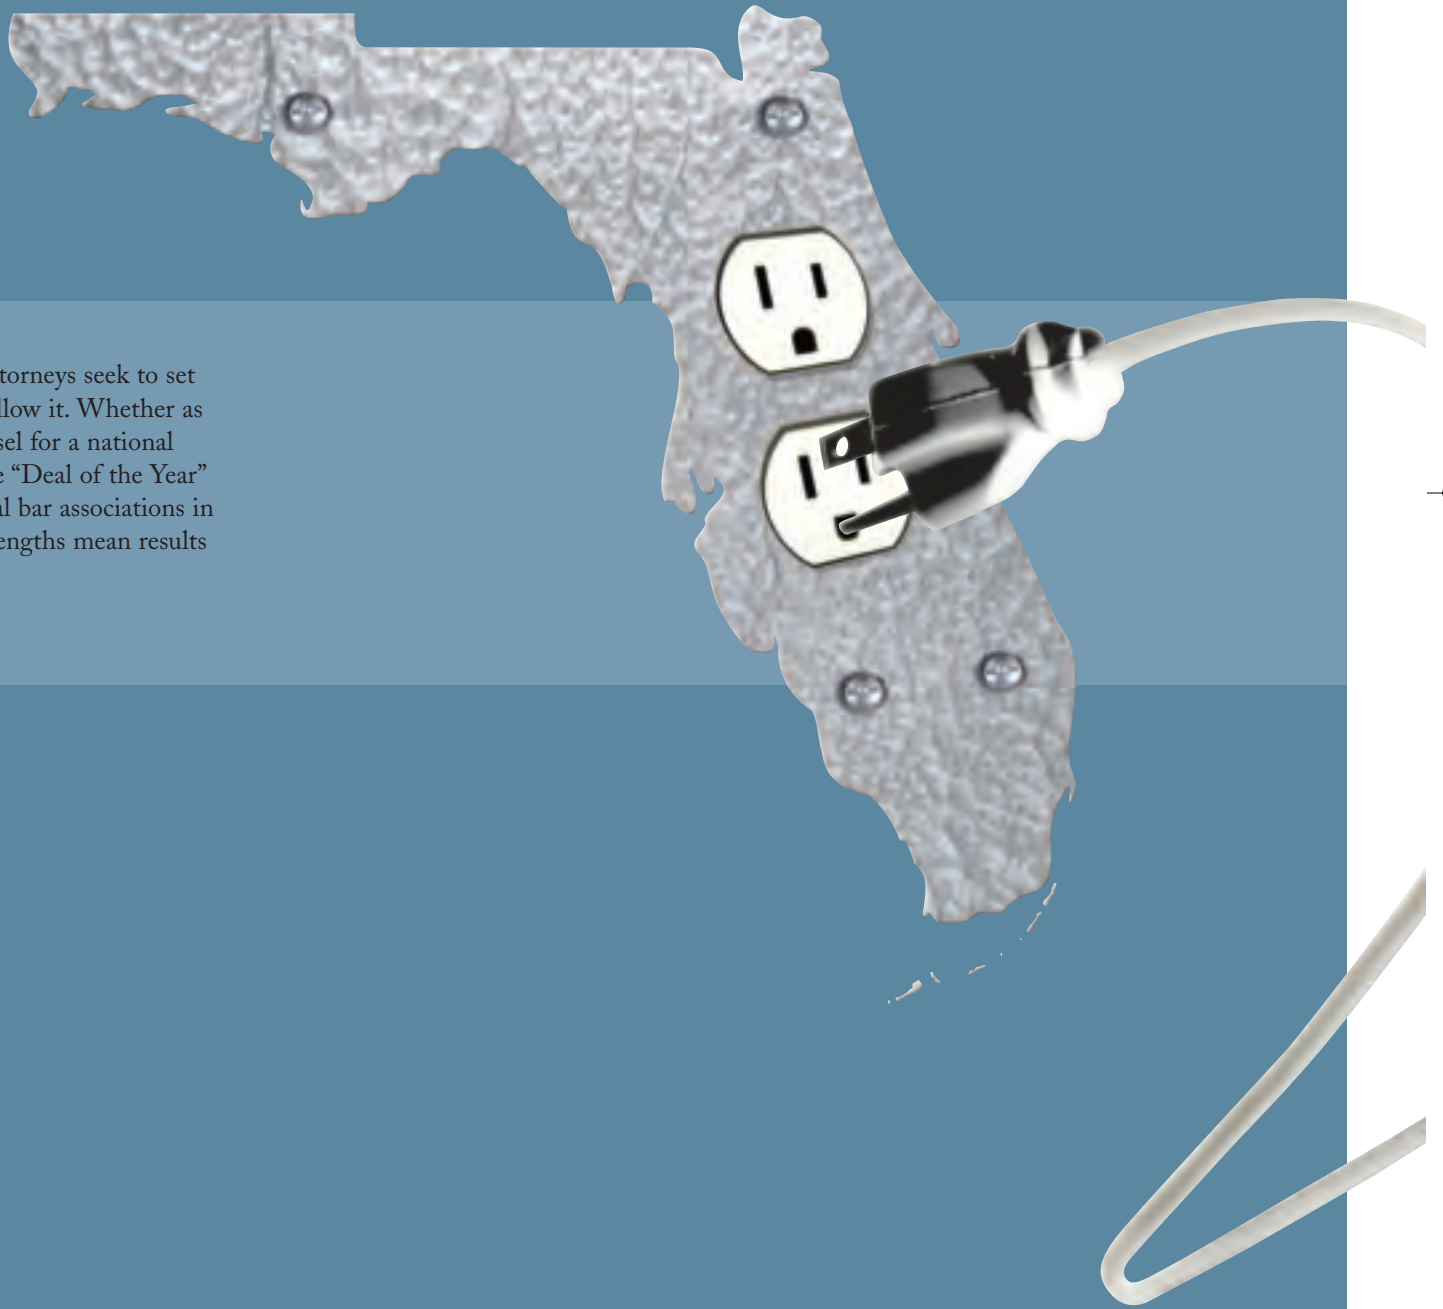 torneys seek to set
llow it. Whether as
sel for a national
e “Deal of the Year”
al bar associations in
engths mean results